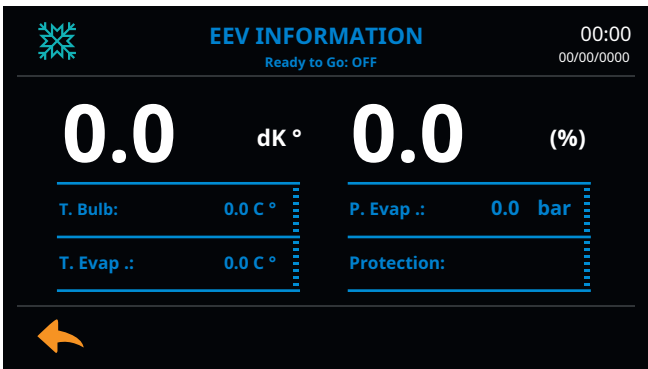 EEV INFORMATION
00:00
Ready to Go: OFF
00/00/0000
0.0 dK °
0.0 (%)
T. Bulb: 0.0 C °
P. Evap .: 0.0 bar
T. Evap .: 0.0 C °
Protection: